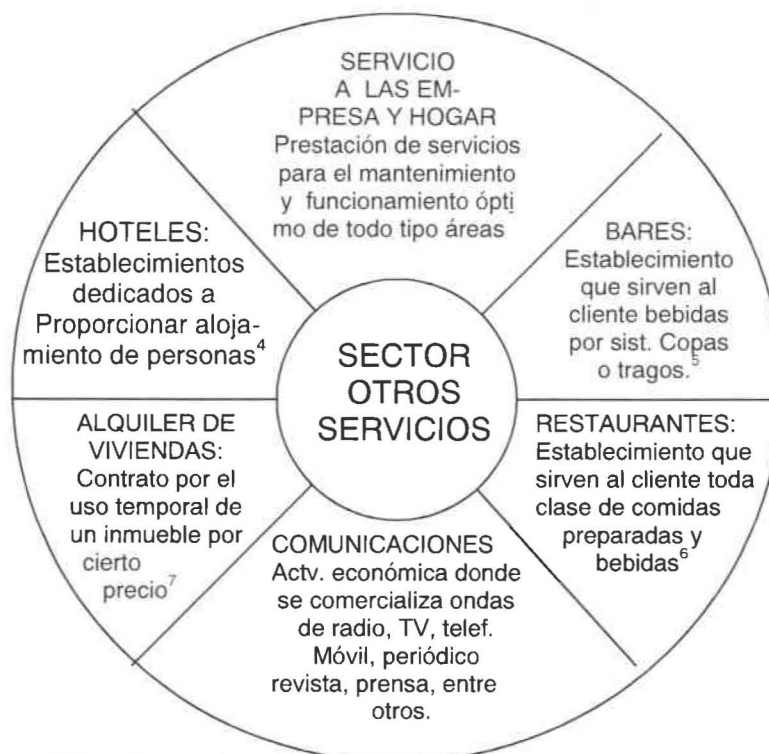 SERVICIO
A LAS EM-
PRESA Y HOGAR
Prestación de servicios
para el mantenimiento
y funcionamiento ópti
mo de todo tipo áreas
HOTELES:
Establecimientos
dedicados a
Proporcionar aloja-
miento de personas⁴
BARES:
Establecimiento
que sirven al
cliente bebidas
por sist. Copas
o tragos.⁵
SECTOR
OTROS
SERVICIOS
ALQUILER DE
VIVIENDAS:
Contrato por el
uso temporal de
un inmueble por
cierto
precio⁷
RESTAURANTES:
Establecimiento que
sirven al cliente toda
clase de comidas
preparadas y
bebidas⁶
COMUNICACIONES
Actv. económica donde
se comercializa ondas
de radio, TV, telef.
Móvil, periódico
revista, prensa, entre
otros.